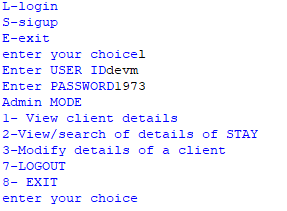 L-login
S-sigup
E-exit
enter your choicel
Enter USER IDdevm
Enter PASSWORD1973
Admin MODE
1- View client details
2-View/search of details of STAY
3-Modify details of a client
7-LOGOUT
8- EXIT
enter your choice